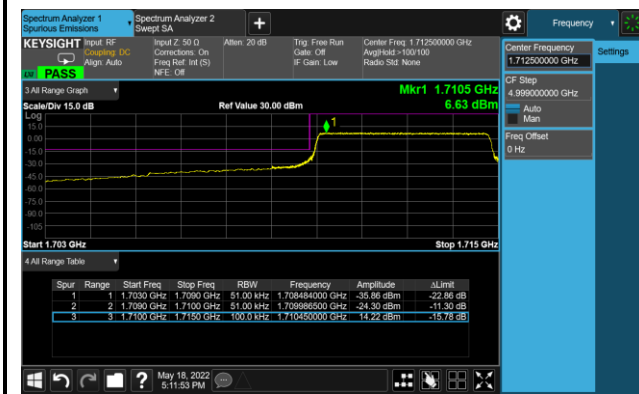 Spectrum Analyzer 1
Spurious Emissions
Spectrum Analyzer 2
Swept SA
+
Frequency
KEYSIGHT
Input: RF
Coupling: DC
Align: Auto
Input Z: 50 Ω
Corrections: On
Freq Ref: Int (S)
NFE: Off
Atten: 20 dB
Trig: Free Run
Gate: Off
IF Gain: Low
Center Freq: 1.712500000 GHz
Avg|Hold:>100/100
Radio Std: None
PASS
Center Frequency
1.712500000 GHz
Settings
CF Step
4.999000000 GHz
Auto
Man
Freq Offset
0 Hz
3 All Range Graph
Mkr1 1.7105 GHz
6.63 dBm
Scale/Div 15.0 dB
Ref Value 30.00 dBm
Log
15.0
0.00
-15.0
-30.0
-45.0
-60.0
-75.0
-90.0
-105
1
Start 1.703 GHz
Stop 1.715 GHz
4 All Range Table
Spur Range Start Freq Stop Freq RBW Frequency Amplitude ΔLimit
1 1 1.7030 GHz 1.7090 GHz 51.00 kHz 1.708484000 GHz -35.86 dBm -22.86 dB
2 2 1.7090 GHz 1.7100 GHz 51.00 kHz 1.709986500 GHz -24.30 dBm -11.30 dB
3 3 1.7100 GHz 1.7150 GHz 100.0 kHz 1.710450000 GHz 14.22 dBm -15.78 dB
?
May 18, 2022
5:11:53 PM